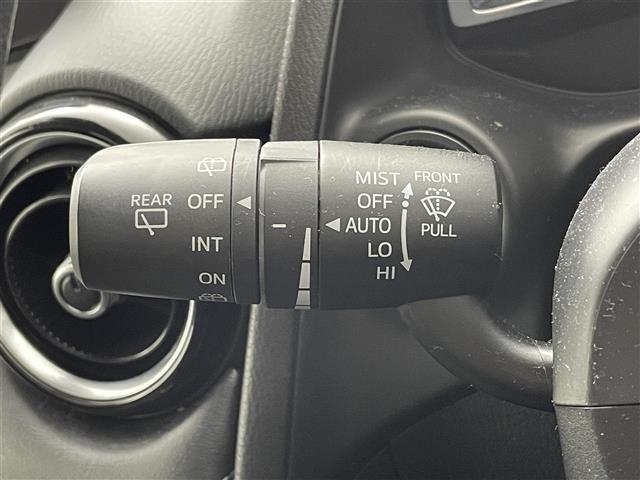 REAR
OFF
INT
ON
MIST
OFF
AUTO
LO
HI
FRONT
PULL